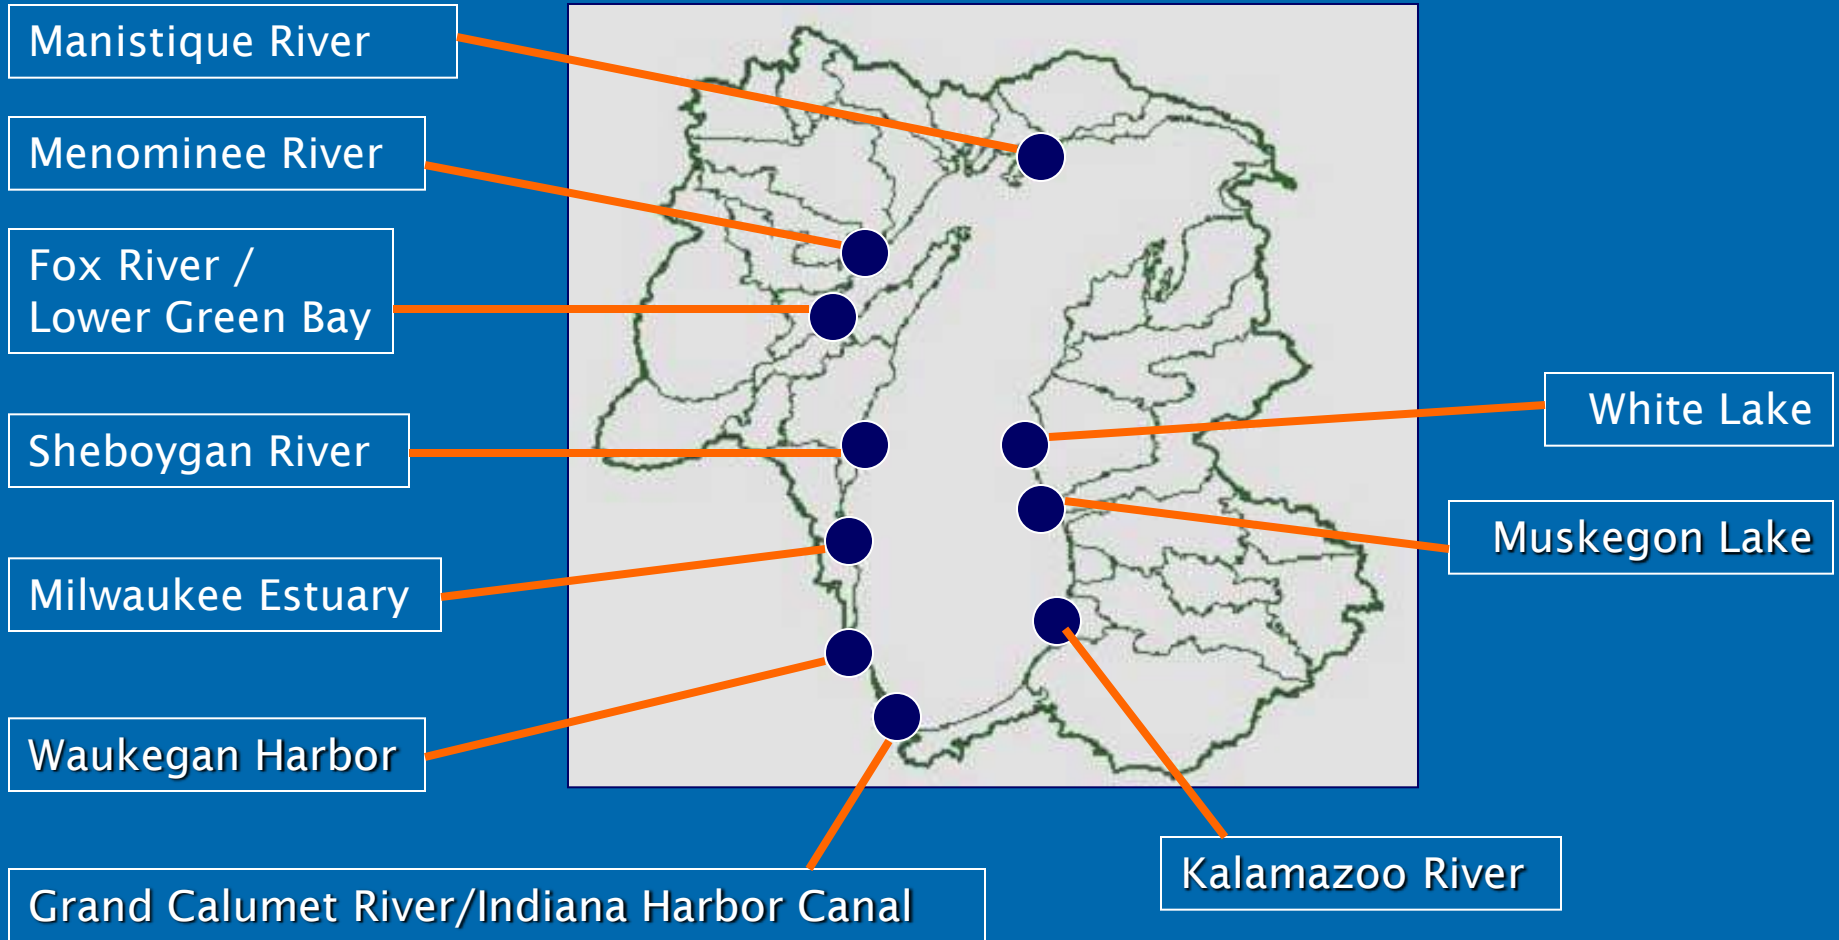 Manistique River
Menominee River
Fox River /
Lower Green Bay
Sheboygan River
Milwaukee Estuary
Waukegan Harbor
Grand Calumet River/Indiana Harbor Canal
White Lake
Muskegon Lake
Kalamazoo River